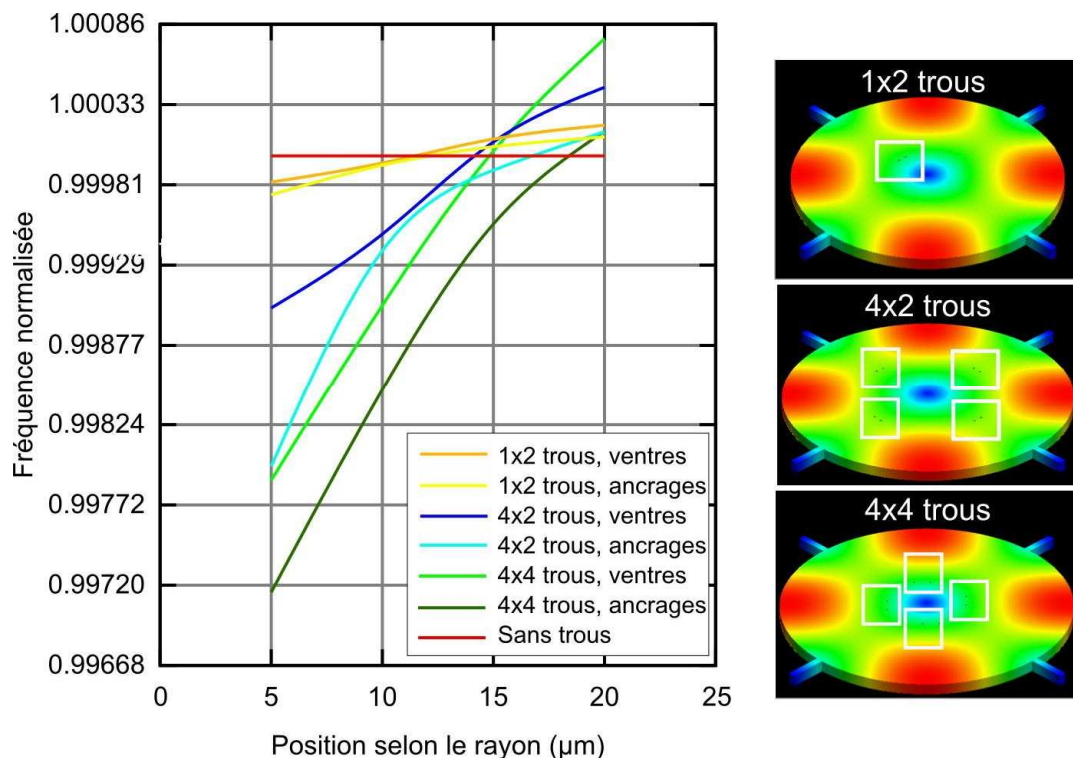 1.00086
1.00033
0.99981
0.99929
0.99877
0.99824
0.99772
0.99720
0.99668
Fréquence normalisée
0 5 10 15 20 25
Position selon le rayon (µm)
1x2 trous, ventres
1x2 trous, ancrages
4x2 trous, ventres
4x2 trous, ancrages
4x4 trous, ventres
4x4 trous, ancrages
Sans trous
1x2 trous
4x2 trous
4x4 trous